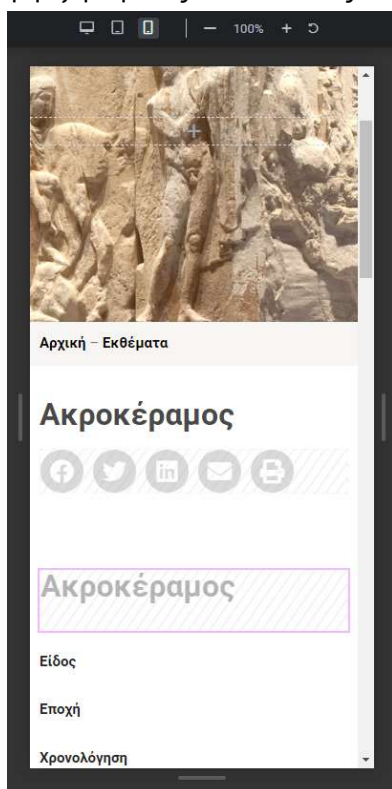 100%
Αρχική – Εκθέματα
Ακροκέραμος
Ακροκέραμος
Είδος
Εποχή
Χρονολόγηση